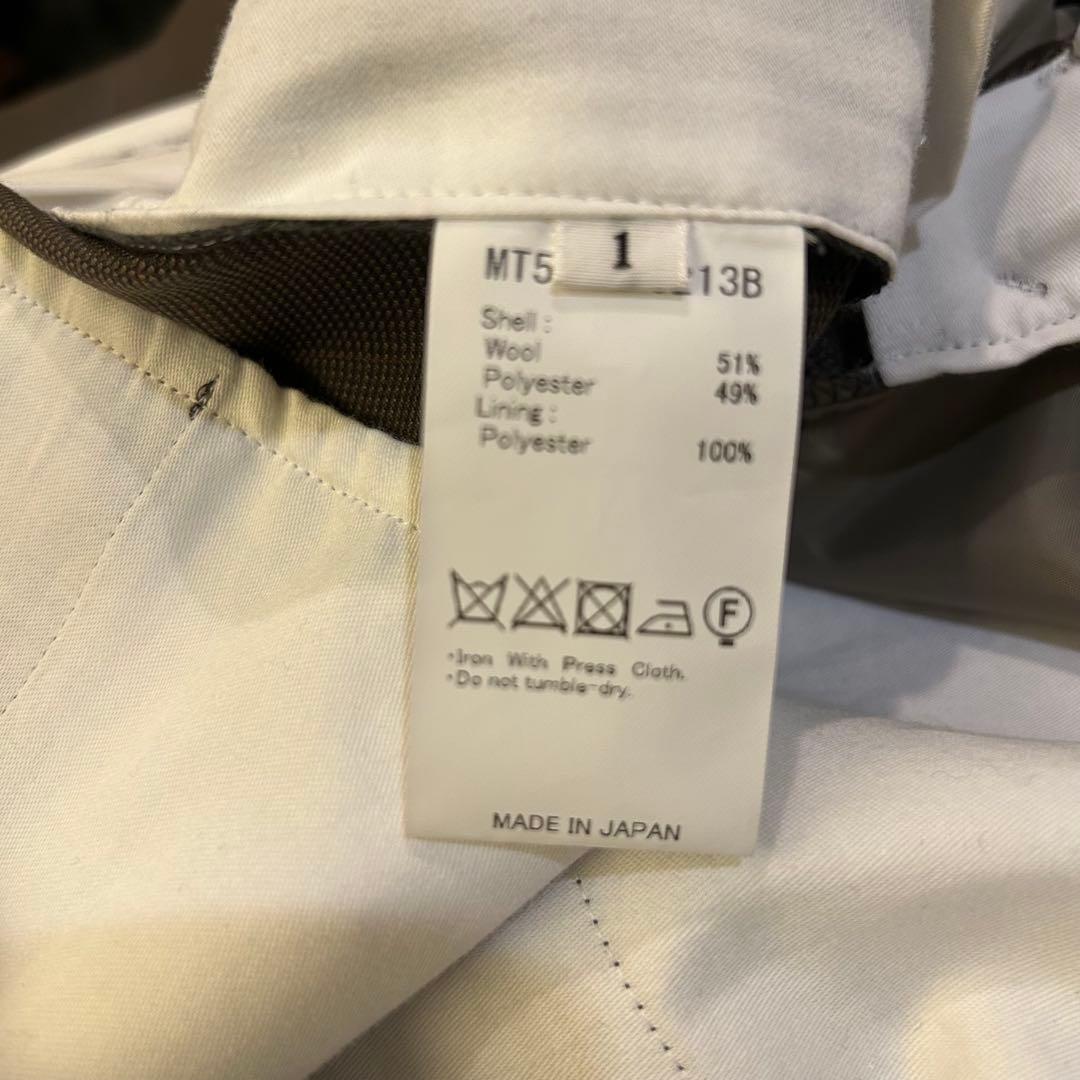 1
MT5 213B
Shell :
Wool 51%
Polyester 49%
Lining :
Polyester 100%
F
•Iron With Press Cloth.
•Do not tumble-dry.
MADE IN JAPAN